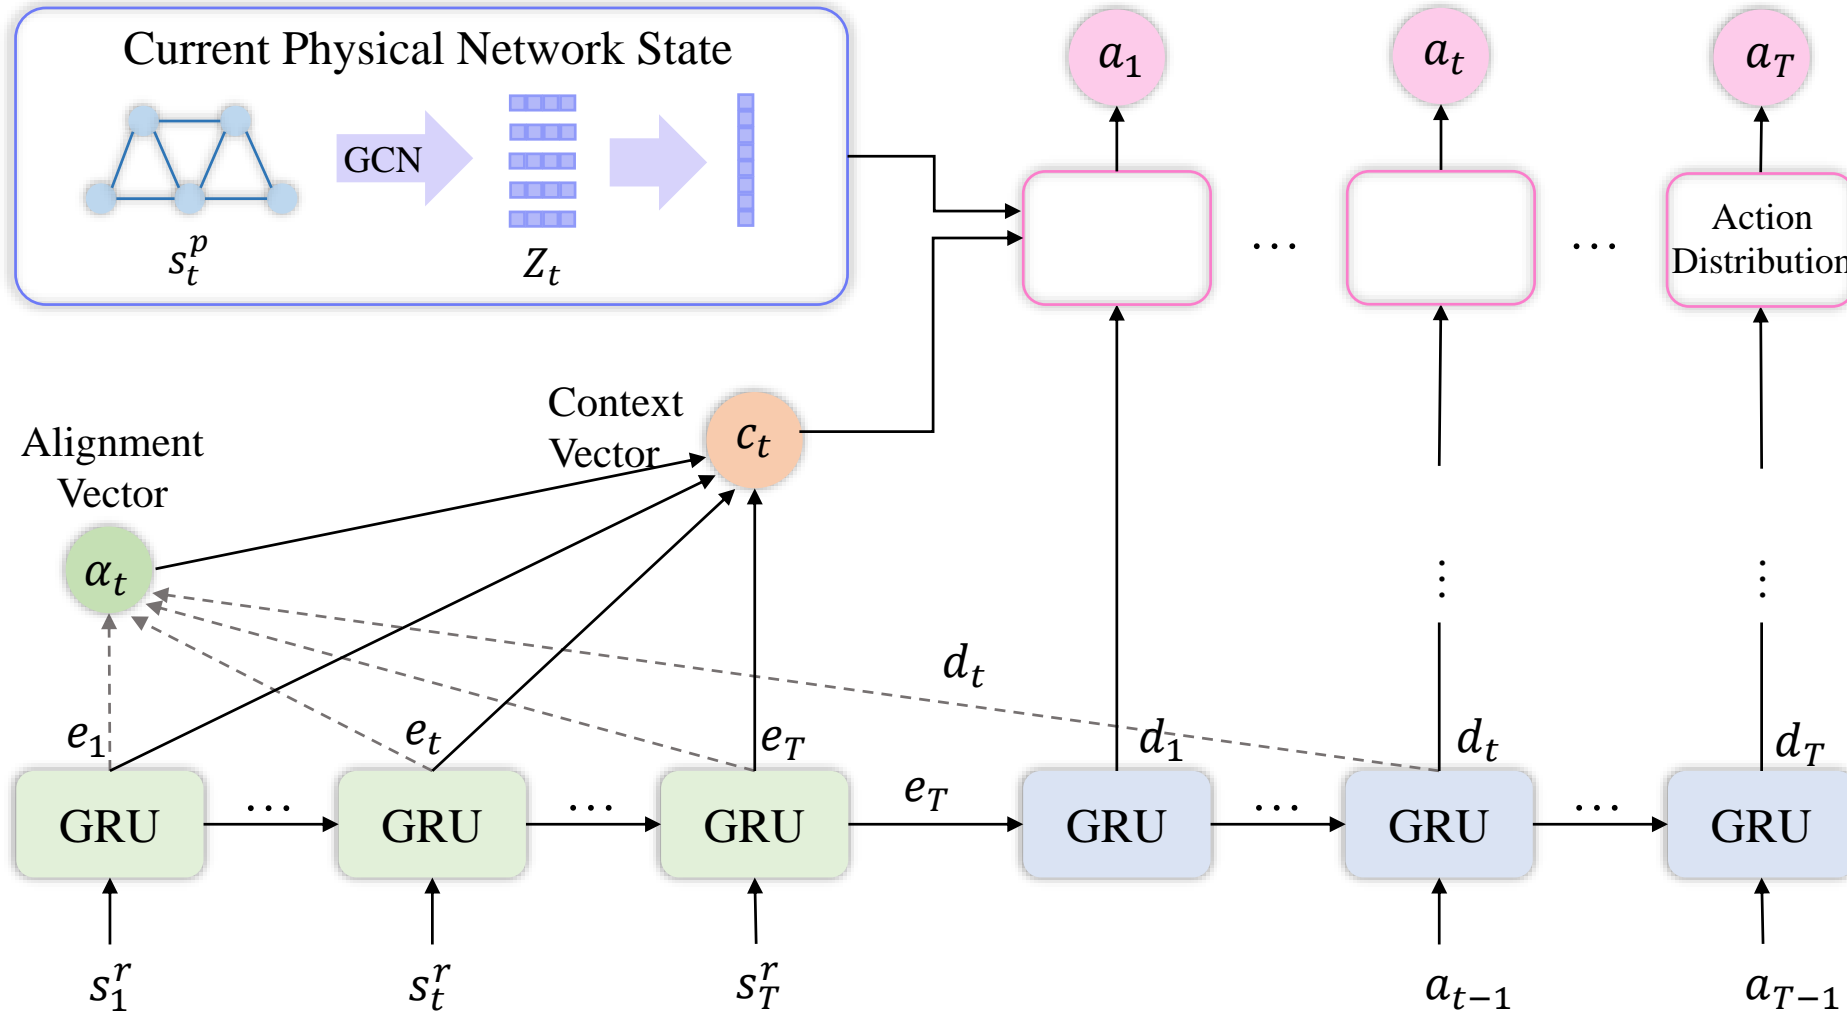 Current Physical Network State
GCN
$s_t^p$
$Z_t$
$a_1$
$a_t$
$a_T$
...
...
Action
Distribution
Context
Vector
$c_t$
Alignment
Vector
$\alpha_t$
⋮
⋮
$d_t$
$e_1$
$e_t$
$e_T$
$d_1$
$d_t$
$d_T$
GRU
...
GRU
...
GRU
$e_T$
GRU
...
GRU
...
GRU
$s_1^r$
$s_t^r$
$s_T^r$
$a_{t-1}$
$a_{T-1}$